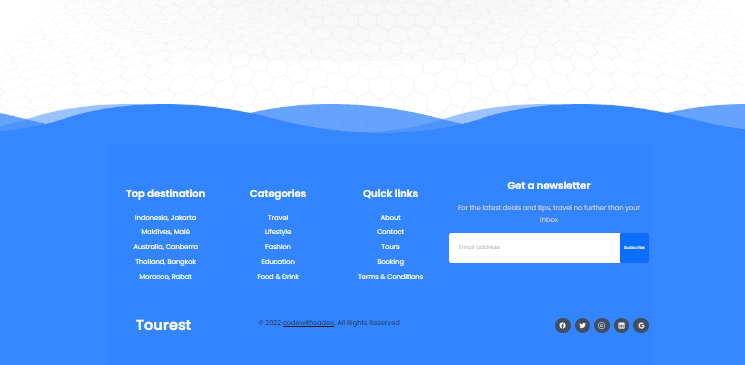 Top destination
Indonesia, Jakarta
Maldives, Malé
Australia, Canberra
Thailand, Bangkok
Morocco, Rabat
Categories
Travel
Lifestyle
Fashion
Education
Food & Drink
Quick links
About
Contact
Tours
Booking
Terms & Conditions
Get a newsletter
For the latest deals and tips, travel no further than your
inbox
Email address
Subscribe
Tourest
© 2022 codewithsadee. All Rights Reserved